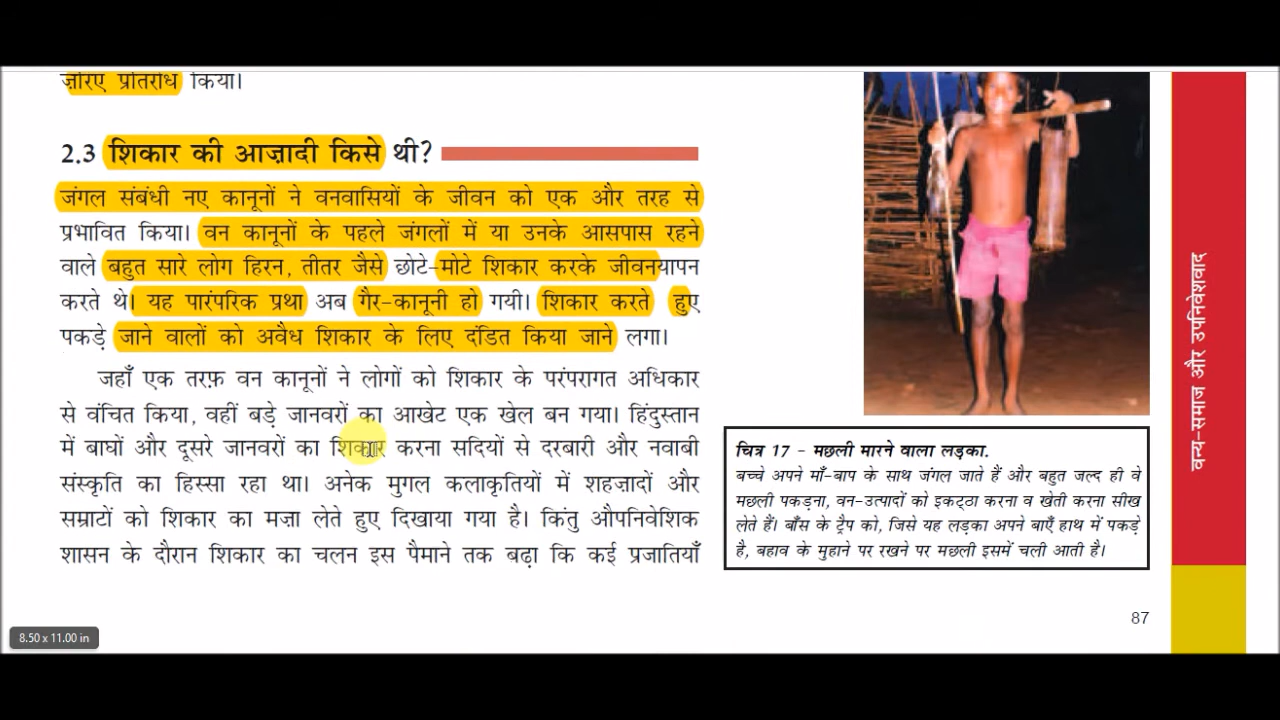 ज़रिए प्रतिरोध किया।
2.3 शिकार की आज़ादी किसे थी?
जंगल संबंधी नए कानूनों ने वनवासियों के जीवन को एक और तरह से
प्रभावित किया। वन कानूनों के पहले जंगलों में या उनके आसपास रहने
वाले बहुत सारे लोग हिरन, तीतर जैसे छोटे-मोटे शिकार करके जीवनयापन
करते थे। यह पारंपरिक प्रथा अब गैर-कानूनी हो गयी। शिकार करते हुए
पकड़े जाने वालों को अवैध शिकार के लिए दंडित किया जाने लगा।
जहाँ एक तरफ़ वन कानूनों ने लोगों को शिकार के परंपरागत अधिकार
से वंचित किया, वहीं बड़े जानवरों का आखेट एक खेल बन गया। हिंदुस्तान
में बाघों और दूसरे जानवरों का शिकार करना सदियों से दरबारी और नवाबी
संस्कृति का हिस्सा रहा था। अनेक मुगल कलाकृतियों में शहज़ादों और
सम्राटों को शिकार का मज़ा लेते हुए दिखाया गया है। किंतु औपनिवेशिक
शासन के दौरान शिकार का चलन इस पैमाने तक बढ़ा कि कई प्रजातियाँ
चित्र 17 – मछली मारने वाला लड़का.
बच्चे अपने माँ-बाप के साथ जंगल जाते हैं और बहुत जल्द ही वे
मछली पकड़ना, वन-उत्पादों को इकट्ठा करना व खेती करना सीख
लेते हैं। बाँस के ट्रैप को, जिसे यह लड़का अपने बाएँ हाथ में पकड़े
है, बहाव के मुहाने पर रखने पर मछली इसमें चली आती है।
वन्य-समाज और उपनिवेशवाद
87
8.50 x 11.00 in